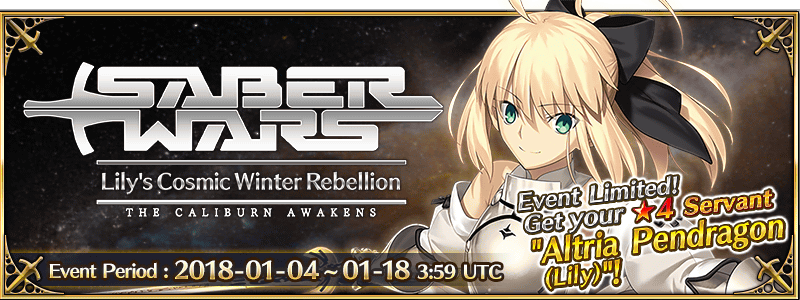 SABER
WARS
Lily's Cosmic Winter Rebellion
THE CALIBURN AWAKENS
Event Limited!
Get your ★4 Servant
"Altria Pendragon
(Lily)"!
Event Period : 2018-01-04 ~ 01-18 3:59 UTC